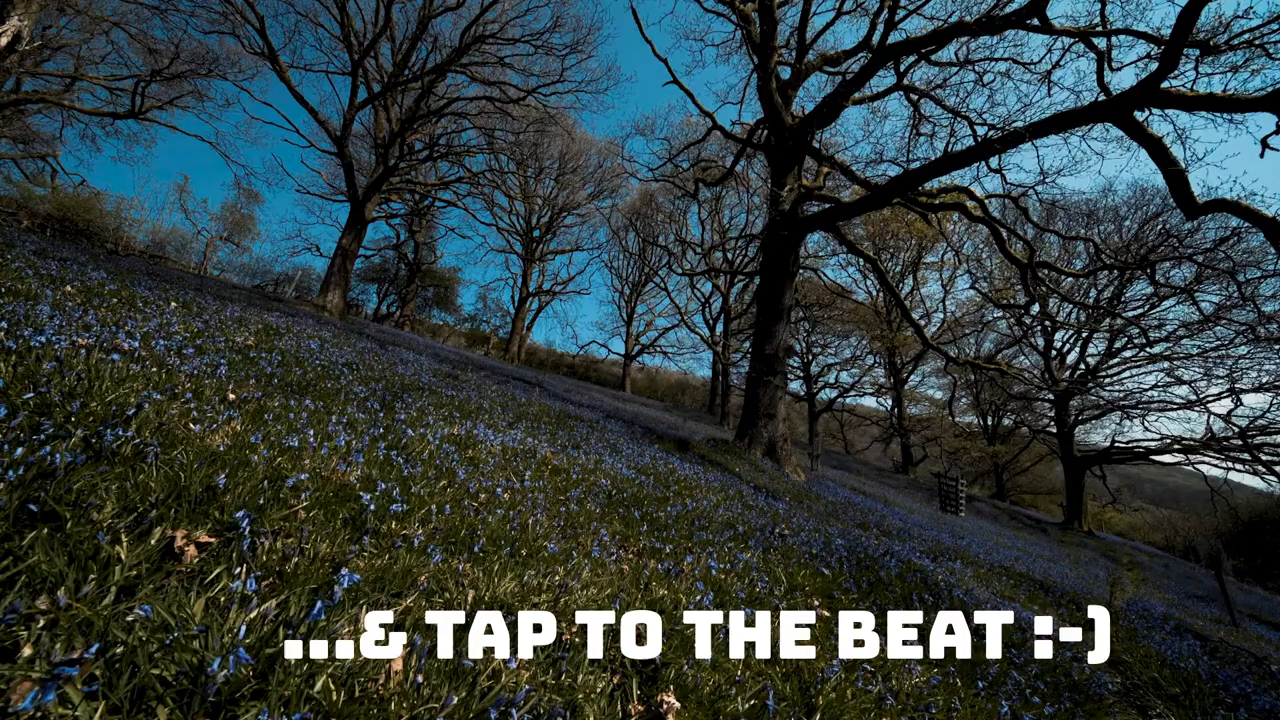 ...& TAP TO THE BEAT :-)